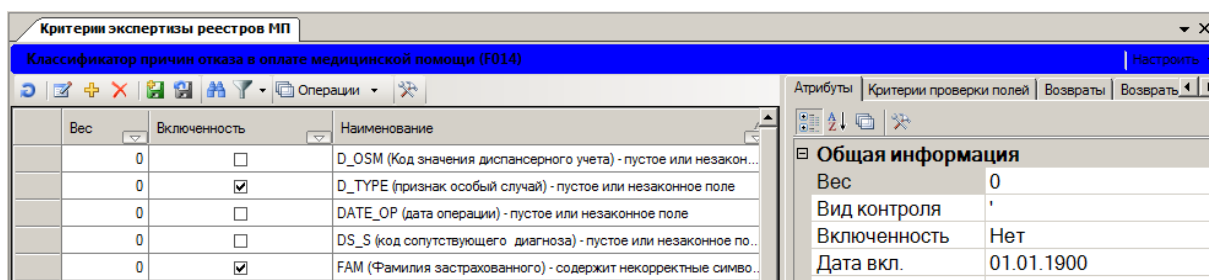 Критерии экспертизы реестров МП
Классификатор причин отказа в оплате медицинской помощи (F014)
Настроить
Операции
Атрибуты
Критерии проверки полей
Возвраты
Возврать
Вес
Включенность
Наименование
0
D_OSM (Код значения диспансерного учета) - пустое или незакон...
0
D_TYPE (признак особый случай) - пустое или незаконное поле
0
DATE_OP (дата операции) - пустое или незаконное поле
0
DS_S (код сопутствующего диагноза) - пустое или незаконное по...
0
FAM (Фамилия застрахованного) - содержит некорректные симво...
Общая информация
Вес 0
Вид контроля '
Включенность Нет
Дата вкл. 01.01.1900